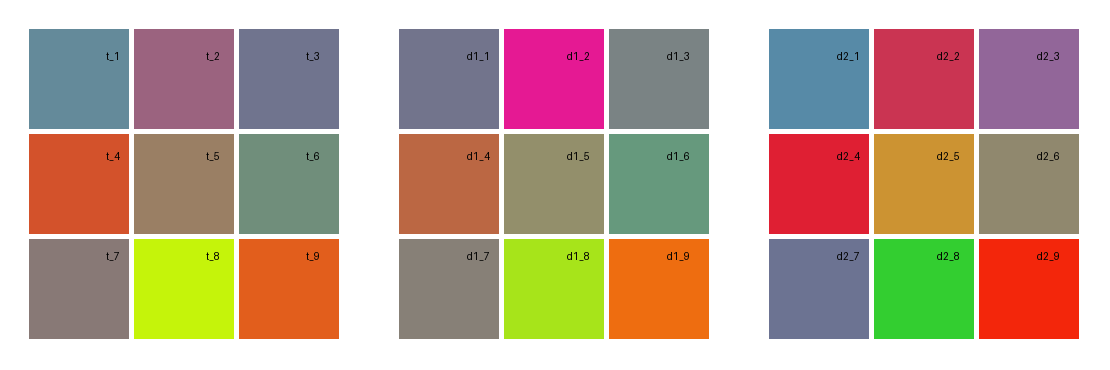 t_1 t_2 t_3 d1_1 d1_2 d1_3 d2_1 d2_2 d2_3
t_4 t_5 t_6 d1_4 d1_5 d1_6 d2_4 d2_5 d2_6
t_7 t_8 t_9 d1_7 d1_8 d1_9 d2_7 d2_8 d2_9